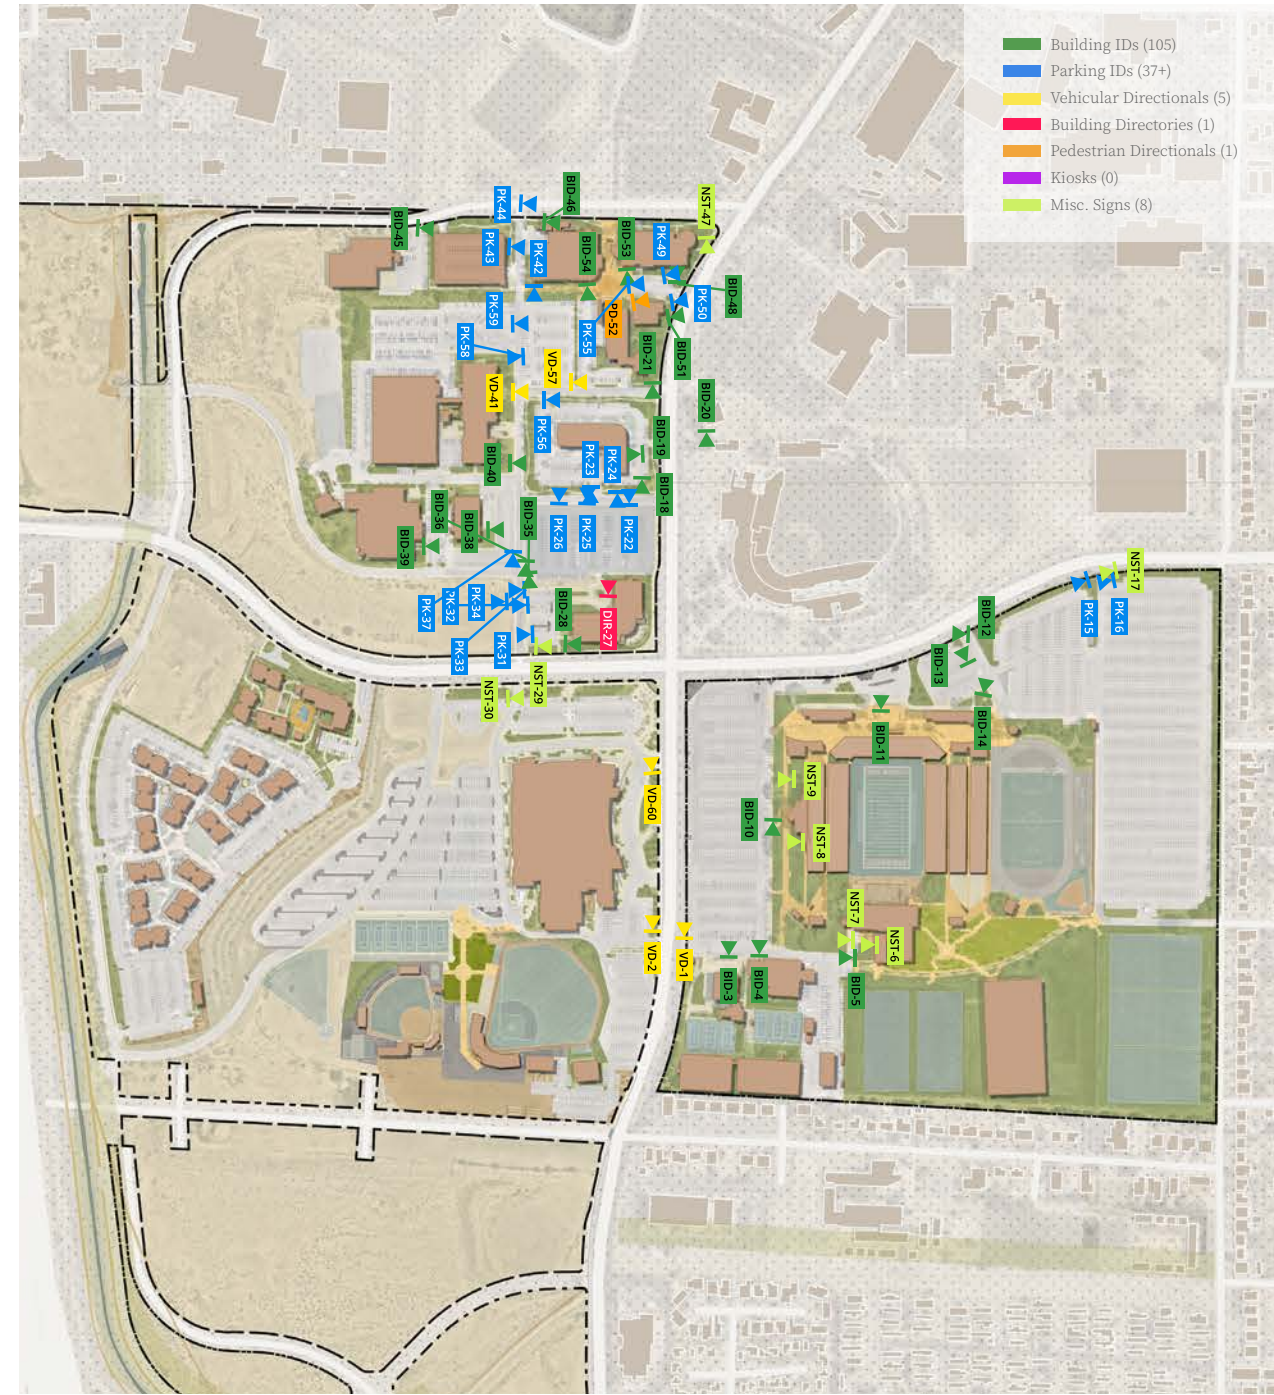 Building IDs (105)
Parking IDs (37+)
Vehicular Directionals (5)
Building Directories (1)
Pedestrian Directionals (1)
Kiosks (0)
Misc. Signs (8)
BID-46
PK-44
NST-47
BID-45
PK-43
PK-42
BID-54
BID-53
PK-49
BID-48
PK-50
PK-59
PD-52
PK-58
PK-55
BID-21
BID-51
VD-57
VD-41
BID-20
PK-56
BID-19
PK-23
PK-24
BID-40
BID-18
BID-36
BID-38
BID-35
PK-26
PK-25
PK-22
BID-39
NST-17
PK-37
PK-32
PK-34
BID-28
DIR-27
PK-15
PK-16
BID-12
PK-33
PK-31
BID-13
NST-29
NST-30
BID-11
BID-14
VD-60
NST-9
BID-10
NST-8
NST-7
NST-6
VD-2
VD-1
BID-3
BID-4
BID-5